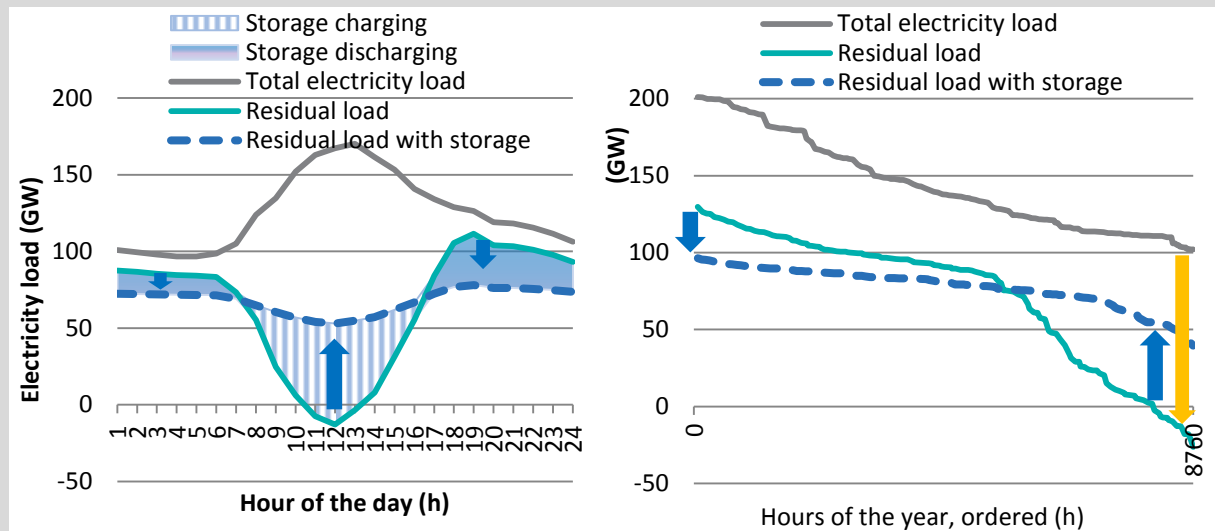 Storage charging
Storage discharging
Total electricity load
Residual load
Residual load with storage
Electricity load (GW)
200
150
100
50
0
-50
1 2 3 4 5 6 7 8 9 10 11 12 13 14 15 16 17 18 19 20 21 22 23 24
Hour of the day (h)
Total electricity load
Residual load
Residual load with storage
(GW)
200
150
100
50
0
-50
0
8760
Hours of the year, ordered (h)